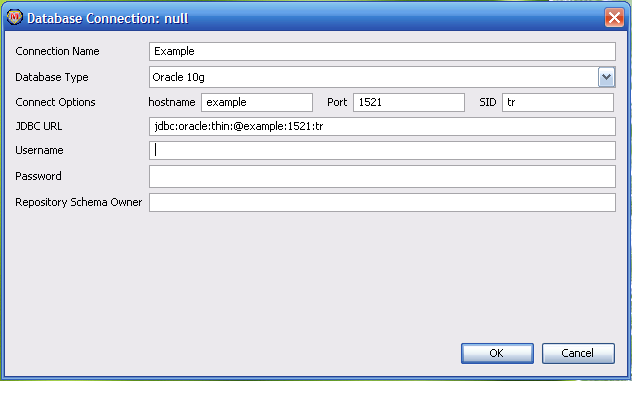 Database Connection: null
Connection Name Example
Database Type Oracle 10g
Connect Options hostname example Port 1521 SID tr
JDBC URL jdbc:oracle:thin:@example:1521:tr
Username
Password
Repository Schema Owner
OK Cancel